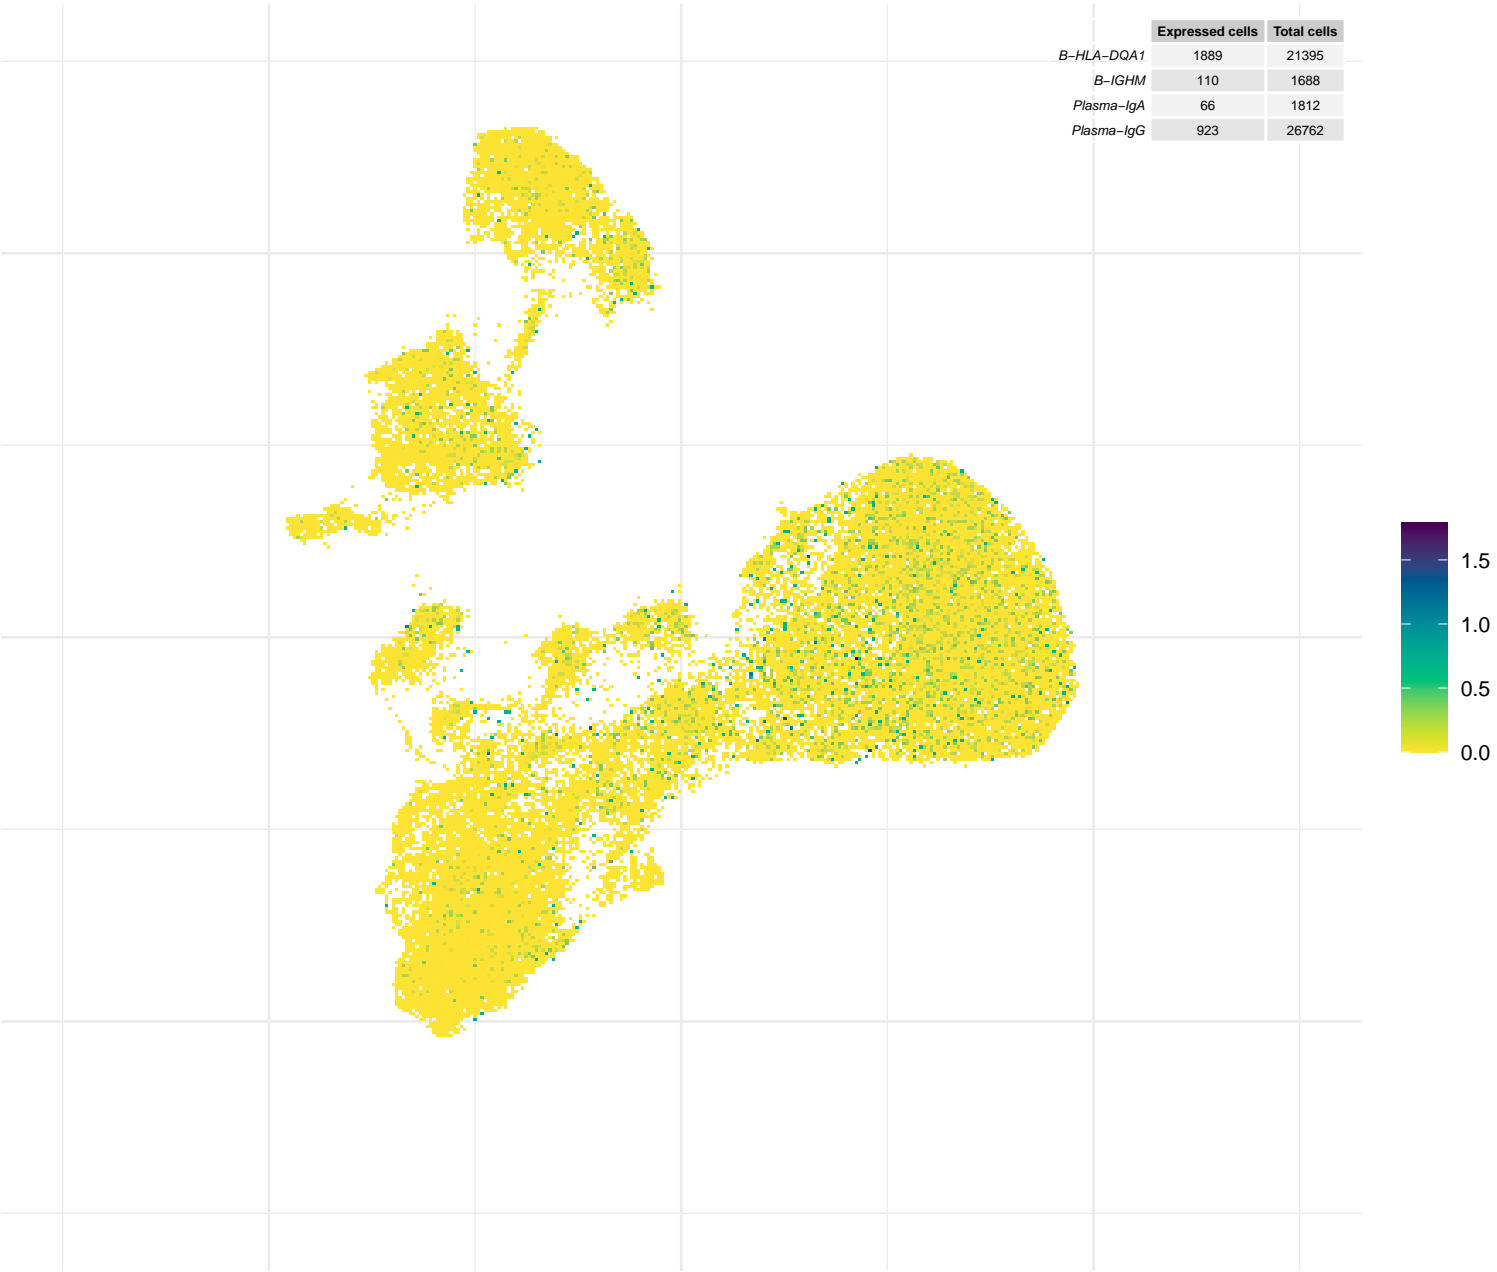 Expressed cells Total cells
B−HLA−DQA1 1889 21395
B−IGHM 110 1688
Plasma−IgA 66 1812
Plasma−IgG 923 26762
1.5
1.0
0.5
0.0